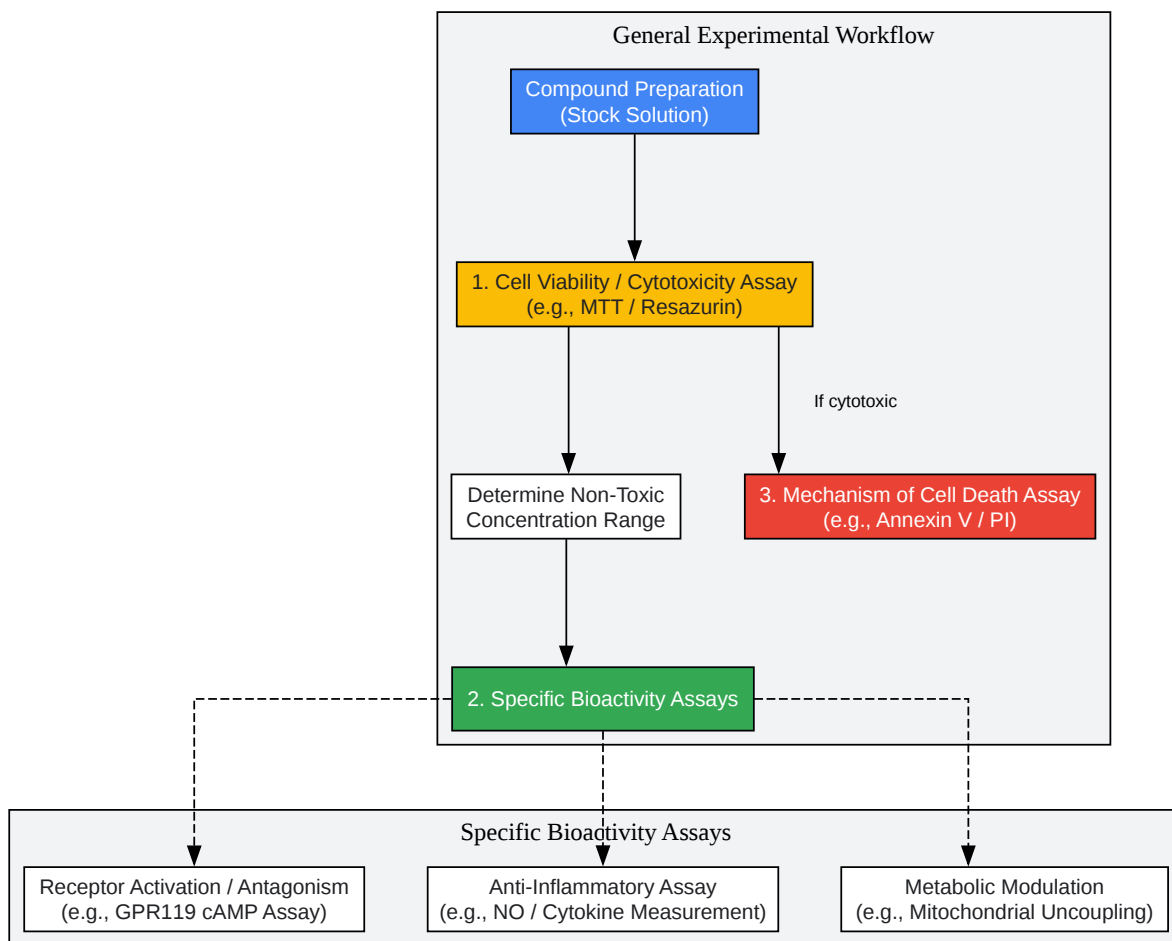 General Experimental Workflow
Compound Preparation
(Stock Solution)
1. Cell Viability / Cytotoxicity Assay
(e.g., MTT / Resazurin)
If cytotoxic
Determine Non-Toxic
Concentration Range
3. Mechanism of Cell Death Assay
(e.g., Annexin V / PI)
2. Specific Bioactivity Assays
Specific Bioactivity Assays
Receptor Activation / Antagonism
(e.g., GPR119 cAMP Assay)
Anti-Inflammatory Assay
(e.g., NO / Cytokine Measurement)
Metabolic Modulation
(e.g., Mitochondrial Uncoupling)